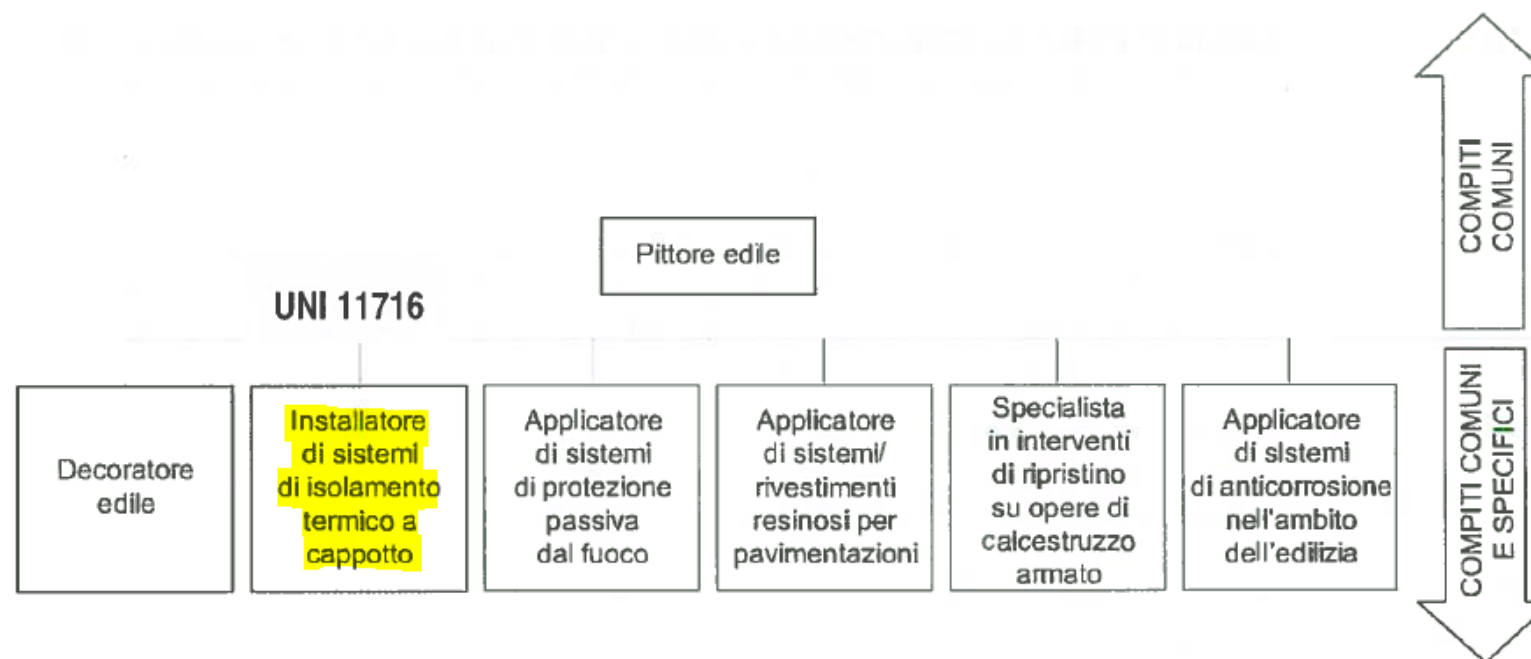 COMPITI
COMUNI
Pittore edile
UNI 11716
Decoratore
edile
Installatore
di sistemi
di isolamento
termico a
cappotto
Applicatore
di sistemi
di protezione
passiva
dal fuoco
Applicatore
di sistemi/
rivestimenti
resinosi per
pavimentazioni
Specialista
in interventi
di ripristino
su opere di
calcestruzzo
armato
Applicatore
di sistemi
di anticorrosione
nell'ambito
dell'edilizia
COMPITI COMUNI
E SPECIFICI